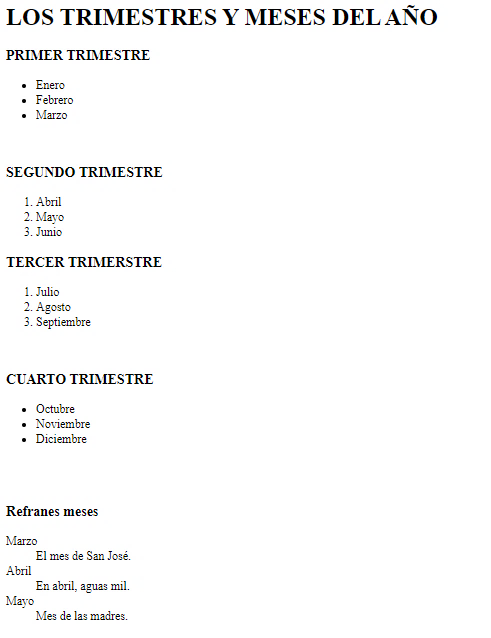 LOS TRIMESTRES Y MESES DEL AÑO
PRIMER TRIMESTRE
• Enero
• Febrero
• Marzo
SEGUNDO TRIMESTRE
1. Abril
2. Mayo
3. Junio
TERCER TRIMERSTRE
1. Julio
2. Agosto
3. Septiembre
CUARTO TRIMESTRE
• Octubre
• Noviembre
• Diciembre
Refranes meses
Marzo
El mes de San José.
Abril
En abril, aguas mil.
Mayo
Mes de las madres.